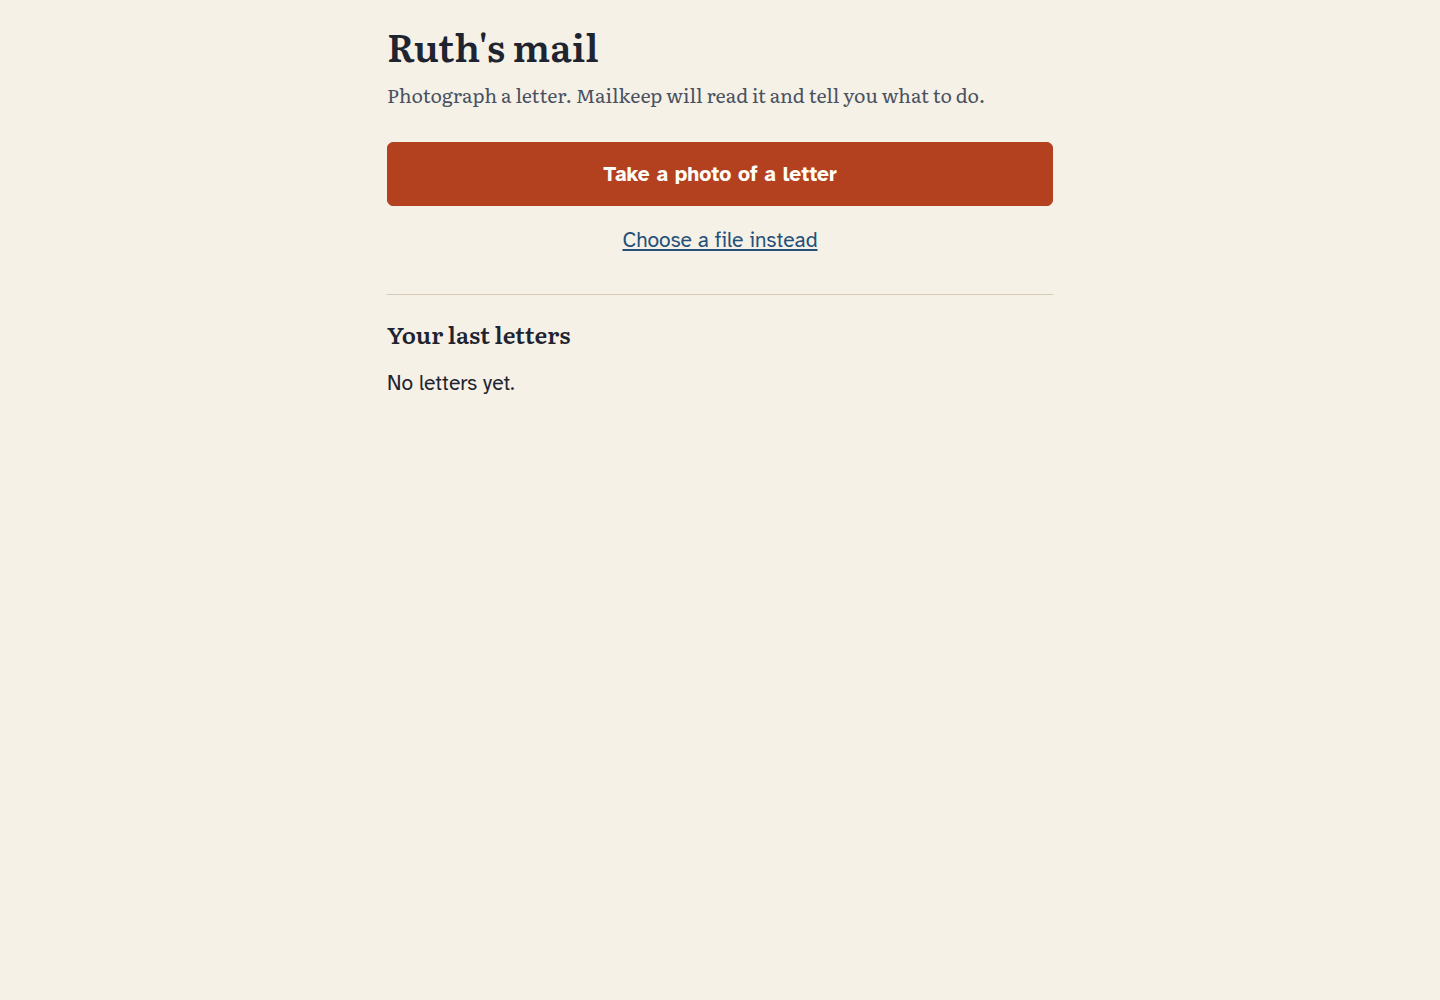 Ruth's mail
Photograph a letter. Mailkeep will read it and tell you what to do.
Take a photo of a letter
Choose a file instead
Your last letters
No letters yet.